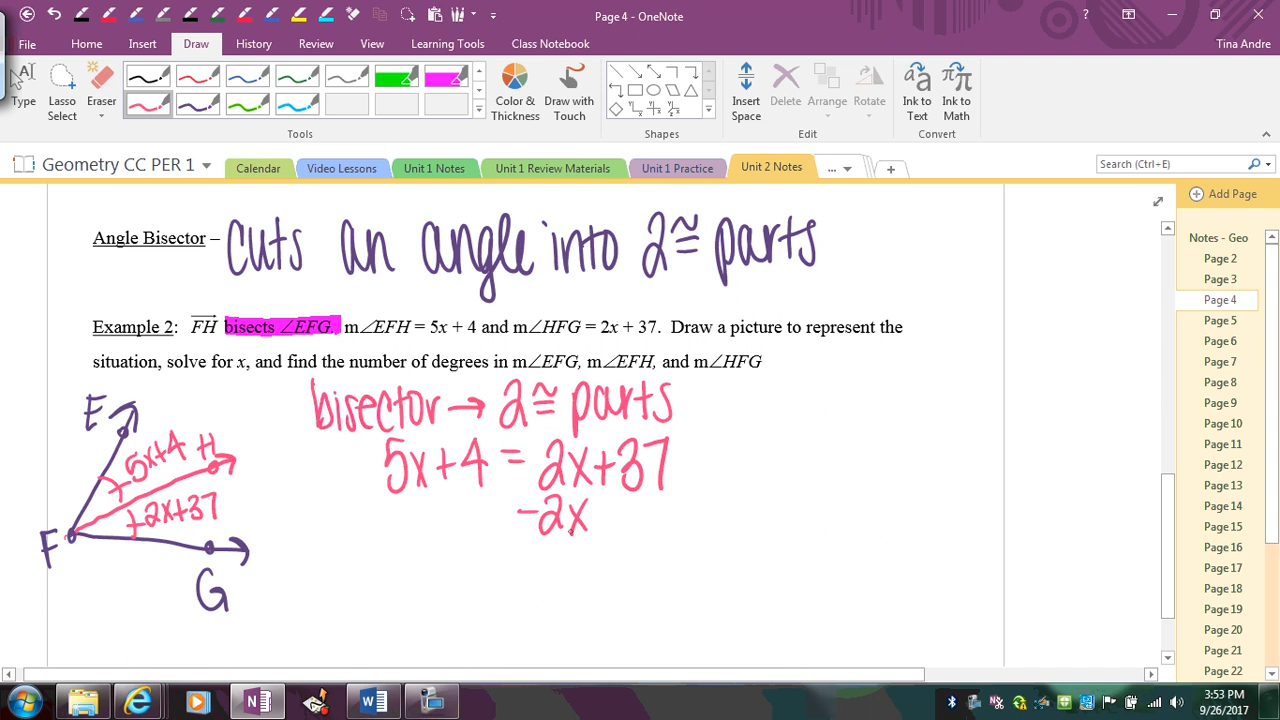 Page 4 - OneNote
?
File Home Insert Draw History Review View Learning Tools Class Notebook
Tina Andre
Type
Lasso Select
Eraser
Color & Thickness
Draw with Touch
Insert Space
Delete
Arrange
Rotate
Ink to Text
Ink to Math
Tools
Shapes
Edit
Convert
Geometry CC PER 1
Calendar
Video Lessons
Unit 1 Notes
Unit 1 Review Materials
Unit 1 Practice
Unit 2 Notes
...
Search (Ctrl+E)
Add Page
Angle Bisector – cuts an angle into 2 ≅ parts
Example 2: FH bisects ∠EFG. m∠EFH = 5x + 4 and m∠HFG = 2x + 37. Draw a picture to represent the
situation, solve for x, and find the number of degrees in m∠EFG, m∠EFH, and m∠HFG
bisector → 2 ≅ parts
5x+4 = 2x+37
-2x
E
5x+4 H
2x+37
F
G
Notes - Geo
Page 2
Page 3
Page 4
Page 5
Page 6
Page 7
Page 8
Page 9
Page 10
Page 11
Page 12
Page 13
Page 14
Page 15
Page 16
Page 17
Page 18
Page 19
Page 20
Page 21
Page 22
3:53 PM
9/26/2017